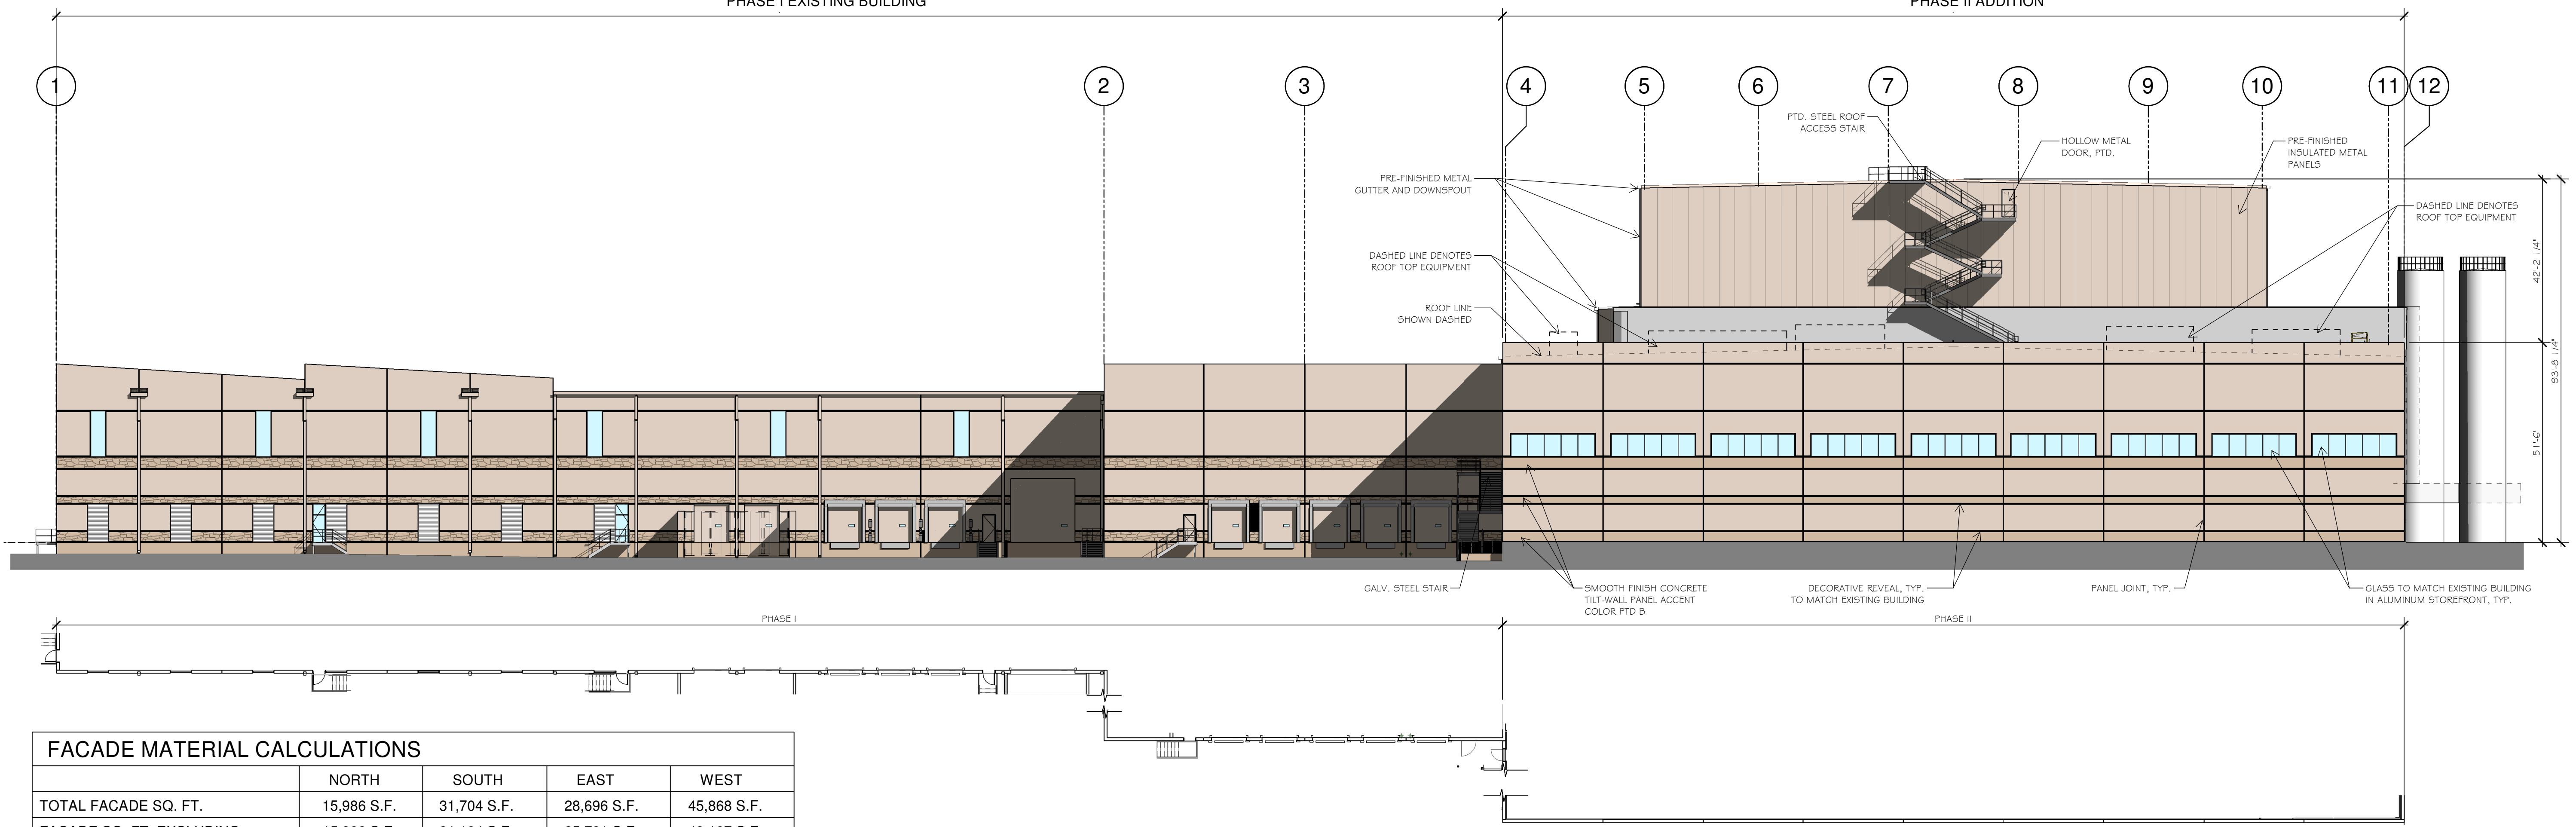 PHASE I EXISTING BUILDING
PHASE II ADDITION
1
2
3
4
5
6
7
8
9
10
11
12
PTD. STEEL ROOF
ACCESS STAIR
HOLLOW METAL
DOOR, PTD.
PRE-FINISHED
INSULATED METAL
PANELS
PRE-FINISHED METAL
GUTTER AND DOWNSPOUT
DASHED LINE DENOTES
ROOF TOP EQUIPMENT
DASHED LINE DENOTES
ROOF TOP EQUIPMENT
ROOF LINE
SHOWN DASHED
42'-2 1/4"
93'-8 1/4"
51'-6"
GALV. STEEL STAIR
SMOOTH FINISH CONCRETE
TILT-WALL PANEL ACCENT
COLOR PTD B
DECORATIVE REVEAL, TYP.
TO MATCH EXISTING BUILDING
PANEL JOINT, TYP.
GLASS TO MATCH EXISTING BUILDING
IN ALUMINUM STOREFRONT, TYP.
PHASE I
PHASE II
FACADE MATERIAL CALCULATIONS
NORTH SOUTH EAST WEST
TOTAL FACADE SQ. FT. 15,986 S.F. 31,704 S.F. 28,696 S.F. 45,868 S.F.